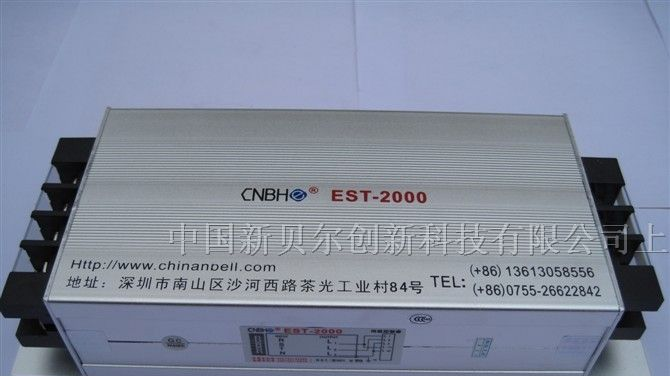 CNBHO® EST-2000
中国新贝尔创新科技有限公司上
Http://www.chinanbell.com
地址: 深圳市南山区沙河西路茶光工业村84号 TEL: (+86) 13613058556
(+86) 0755-26622842
CNBHO® EST-2000